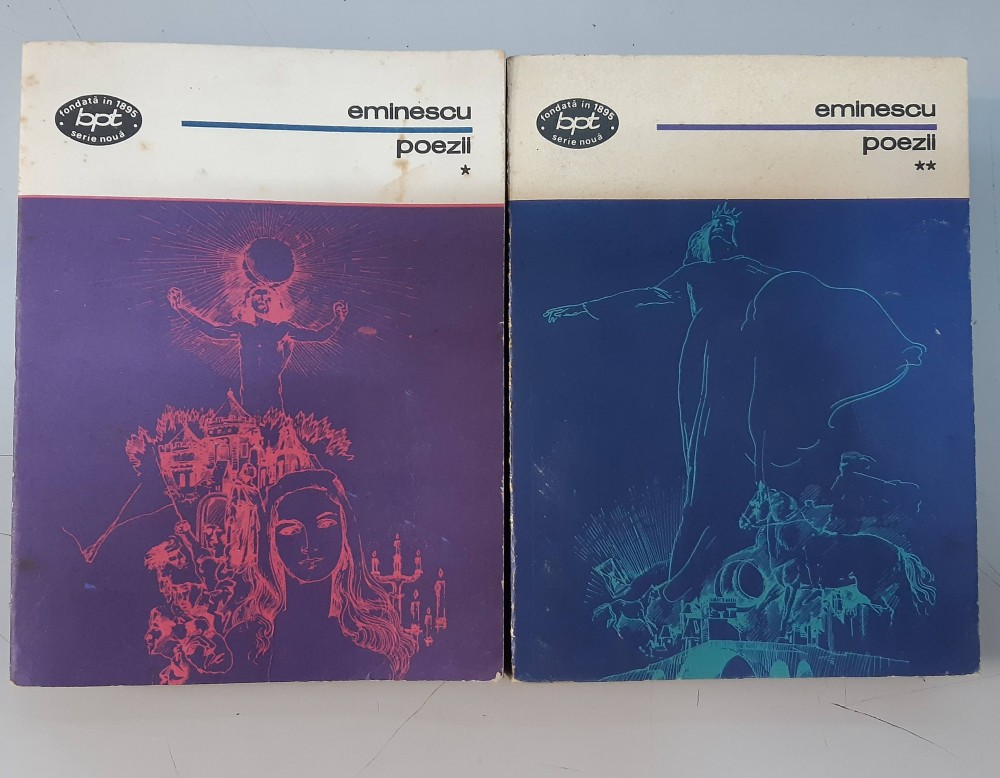 fondată în 1895
bpt
serie nouă
eminescu
poezii
*
fondată în 1895
bpt
serie nouă
eminescu
poezii
**